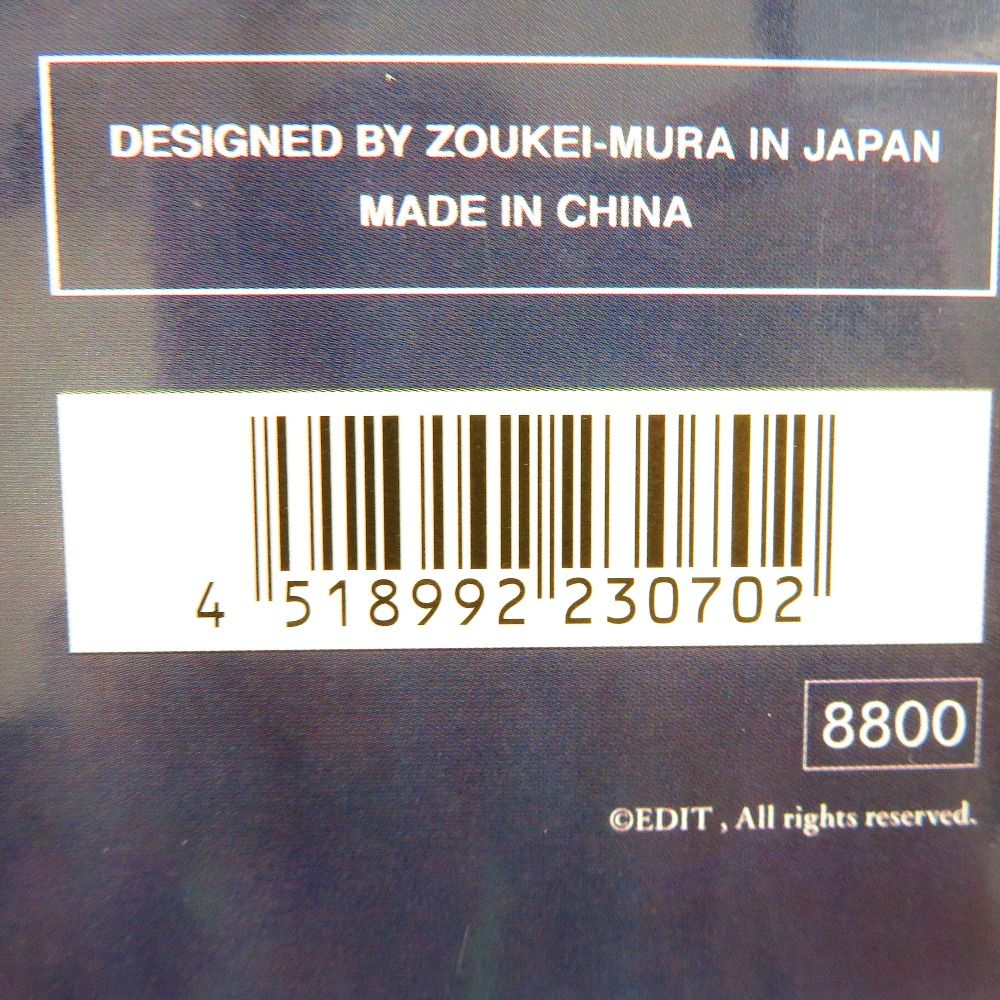 DESIGNED BY ZOUKEI-MURA IN JAPAN
MADE IN CHINA
4 518992 230702
8800
©EDIT , All rights reserved.